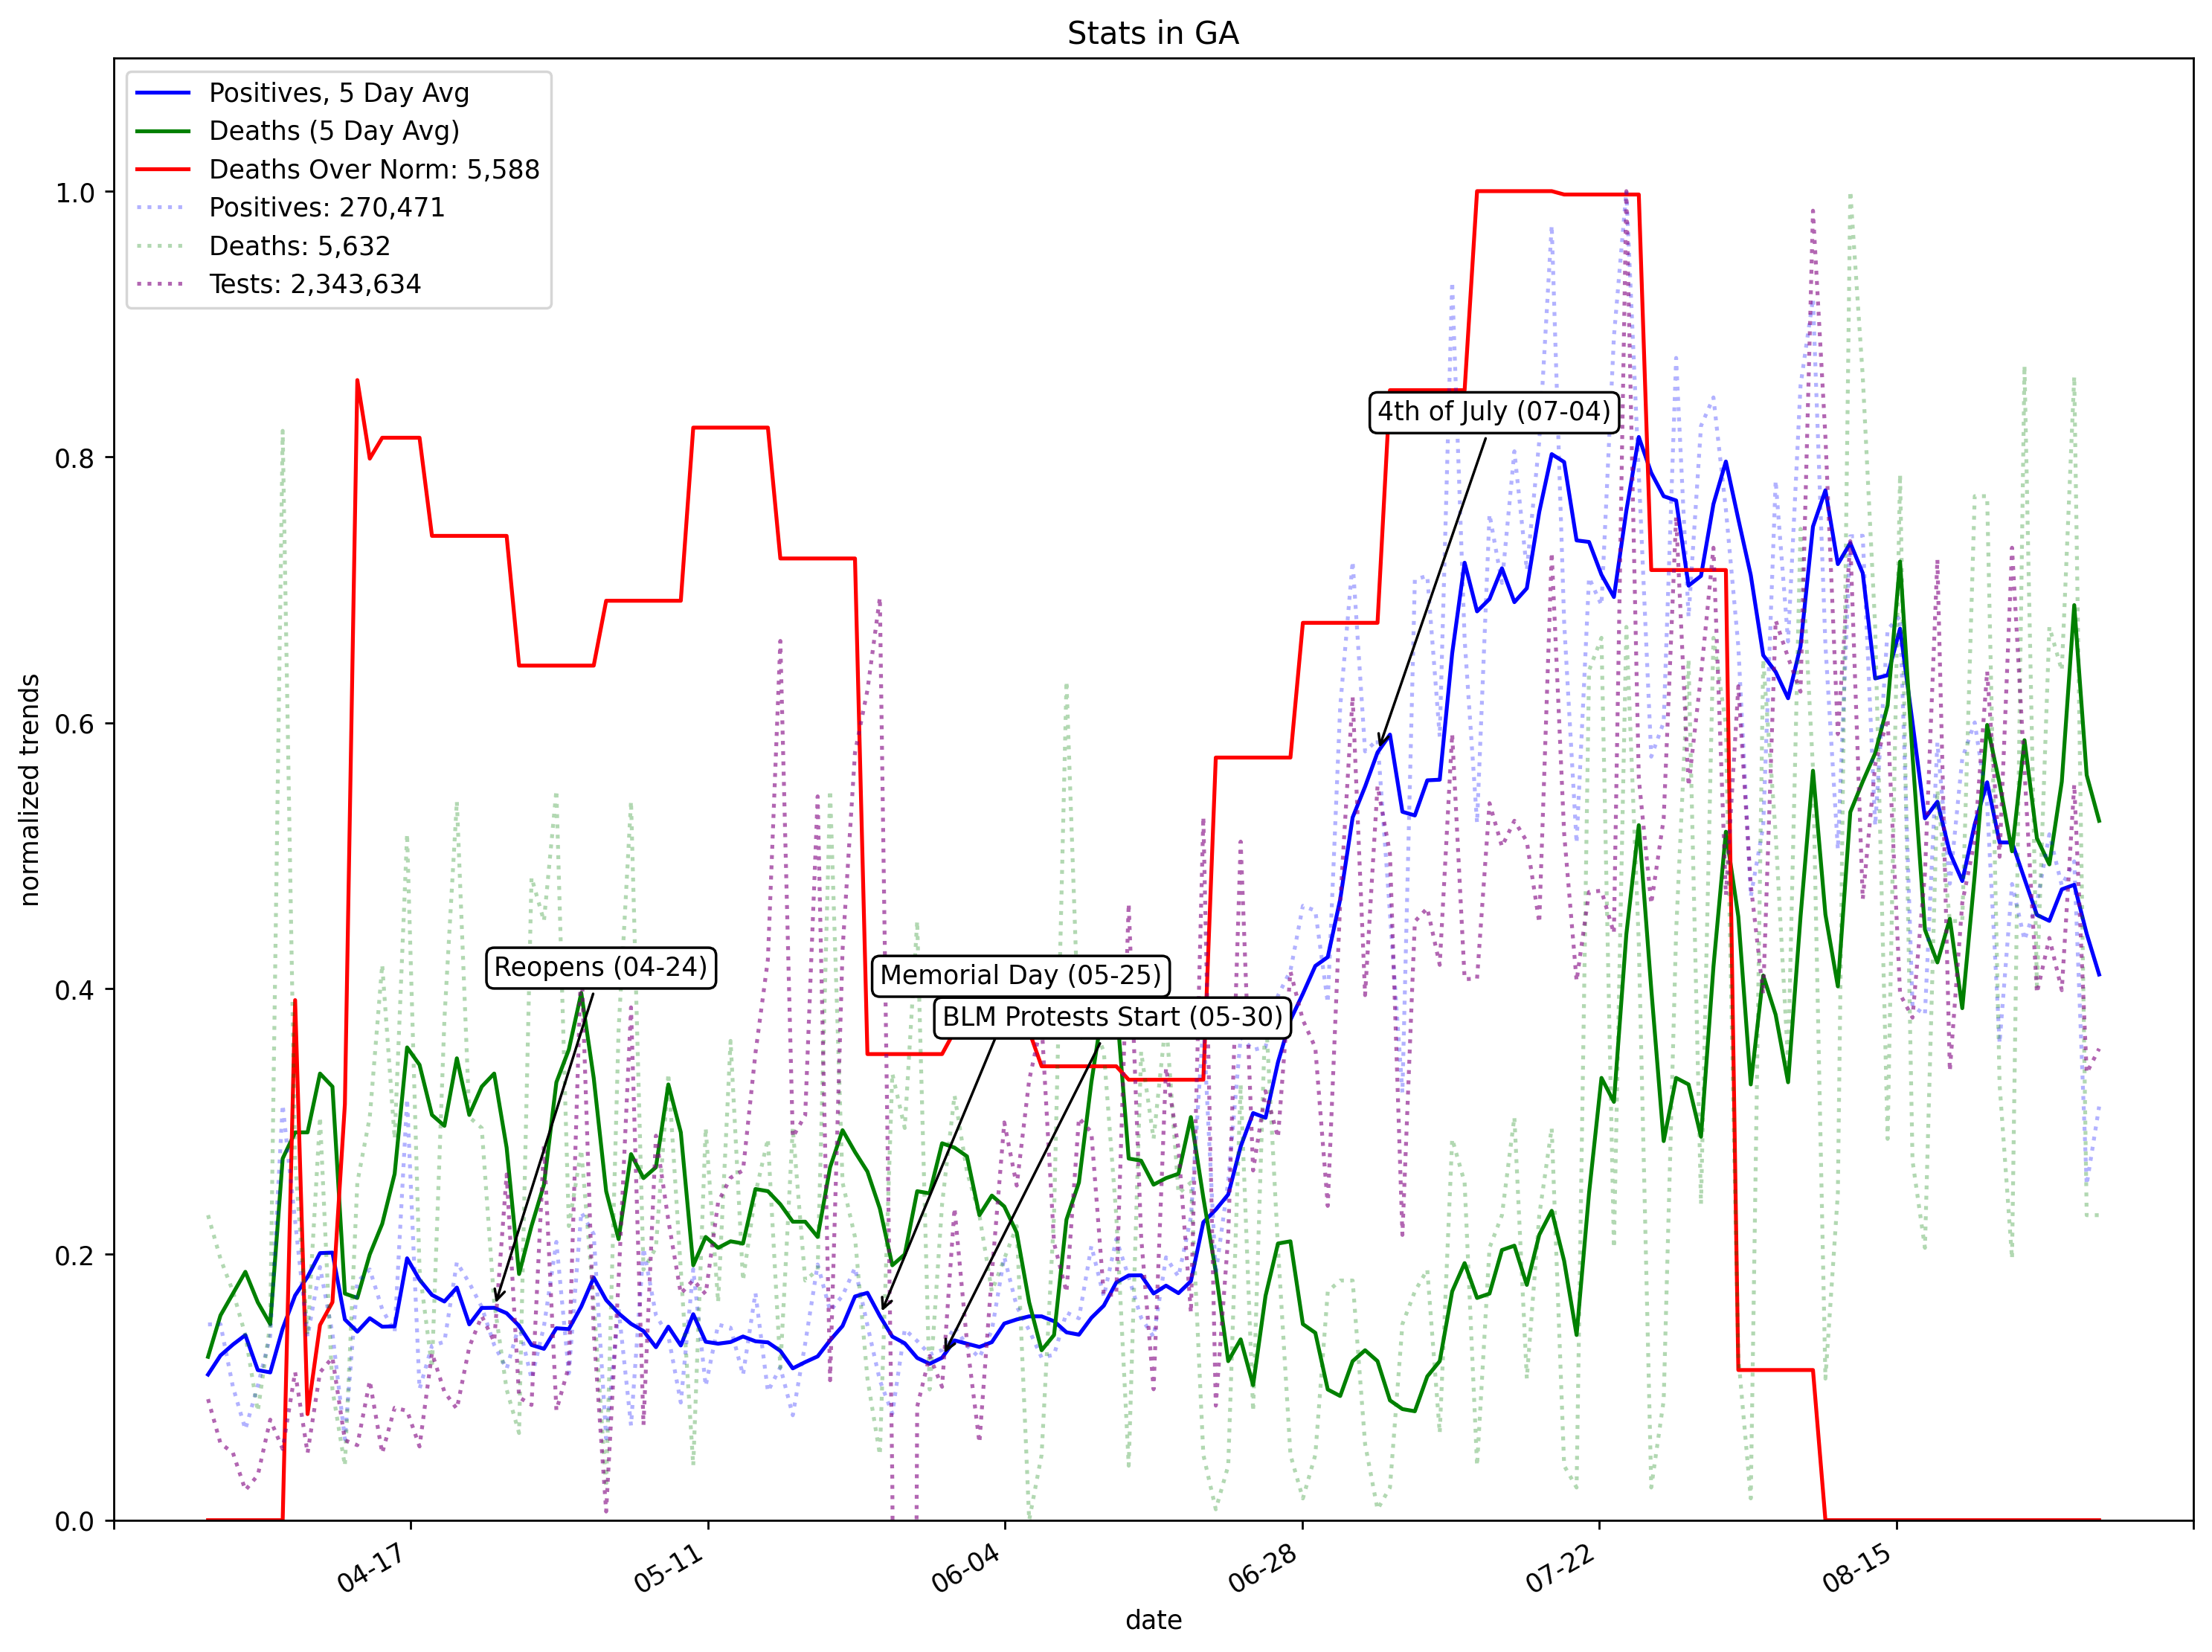 Stats in GA
Positives, 5 Day Avg
Deaths (5 Day Avg)
Deaths Over Norm: 5,588
Positives: 270,471
Deaths: 5,632
Tests: 2,343,634
1.0
0.8
0.6
0.4
0.2
0.0
normalized trends
4th of July (07-04)
Reopens (04-24)
Memorial Day (05-25)
BLM Protests Start (05-30)
04-17
05-11
06-04
06-28
07-22
08-15
date